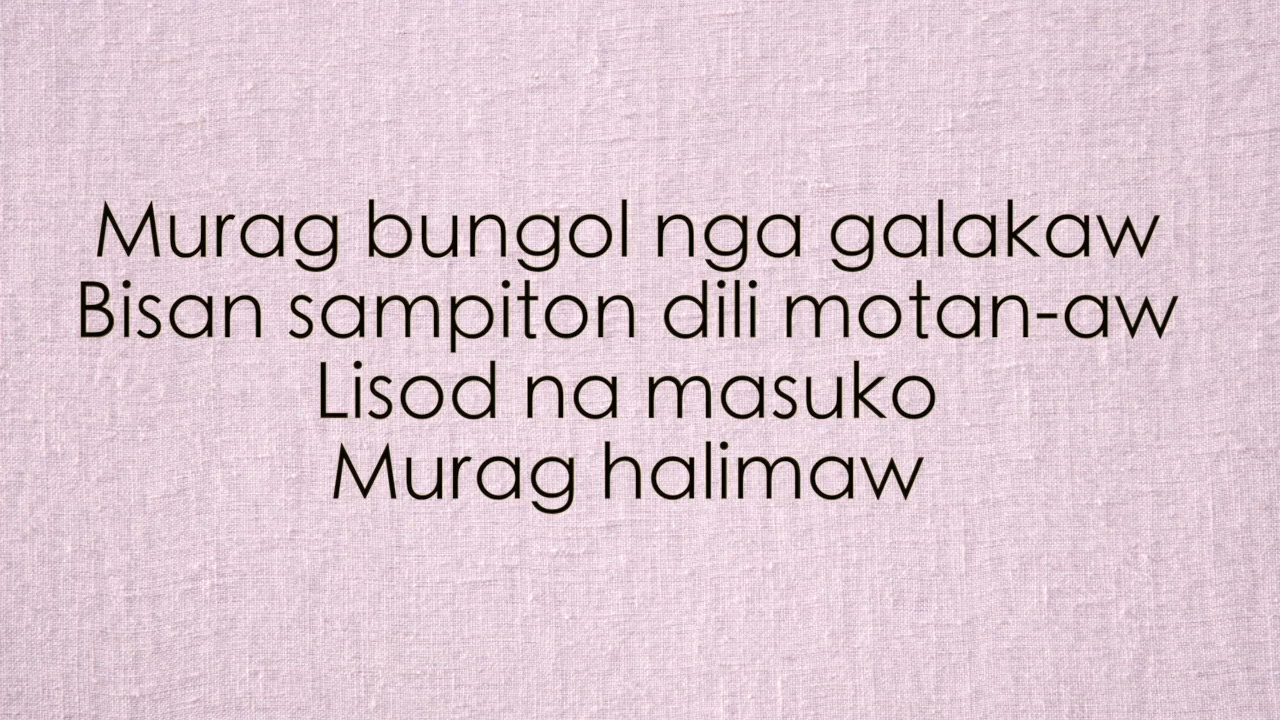 Murag bungol nga galakaw
Bisan sampiton dili motan-aw
Lisod na masuko
Murag halimaw